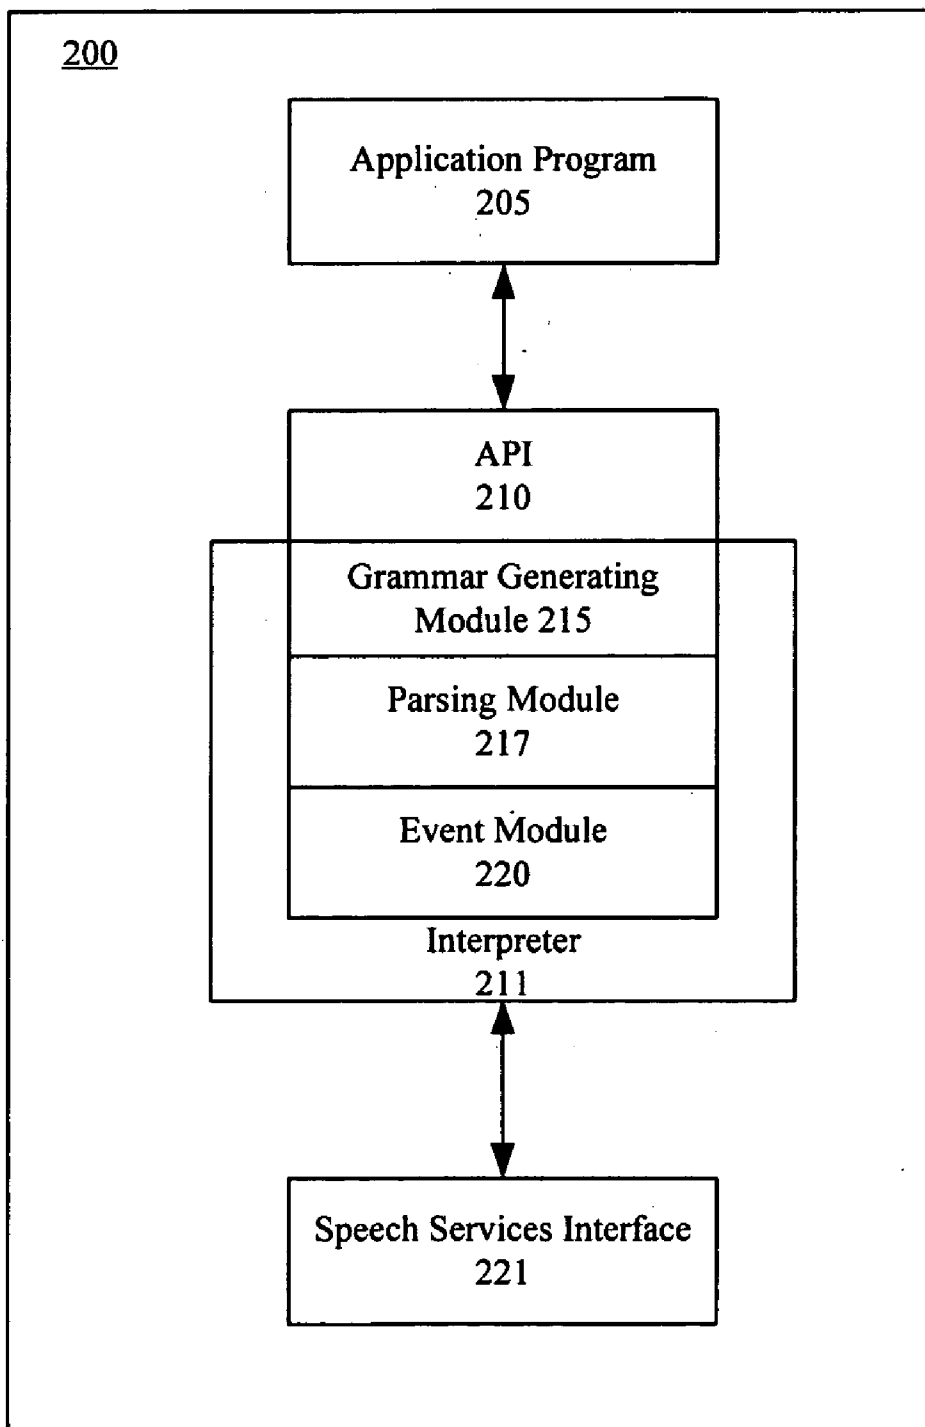 200
Application Program
205
API
210
Grammar Generating
Module 215
Parsing Module
217
Event Module
220
Interpreter
211
Speech Services Interface
221